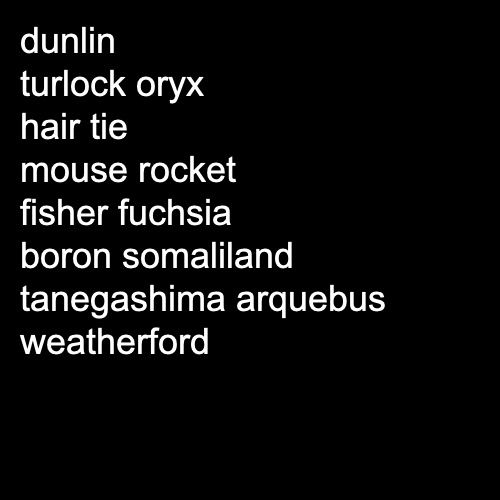 dunlin
turlock oryx
hair tie
mouse rocket
fisher fuchsia
boron somaliland
tanegashima arquebus
weatherford